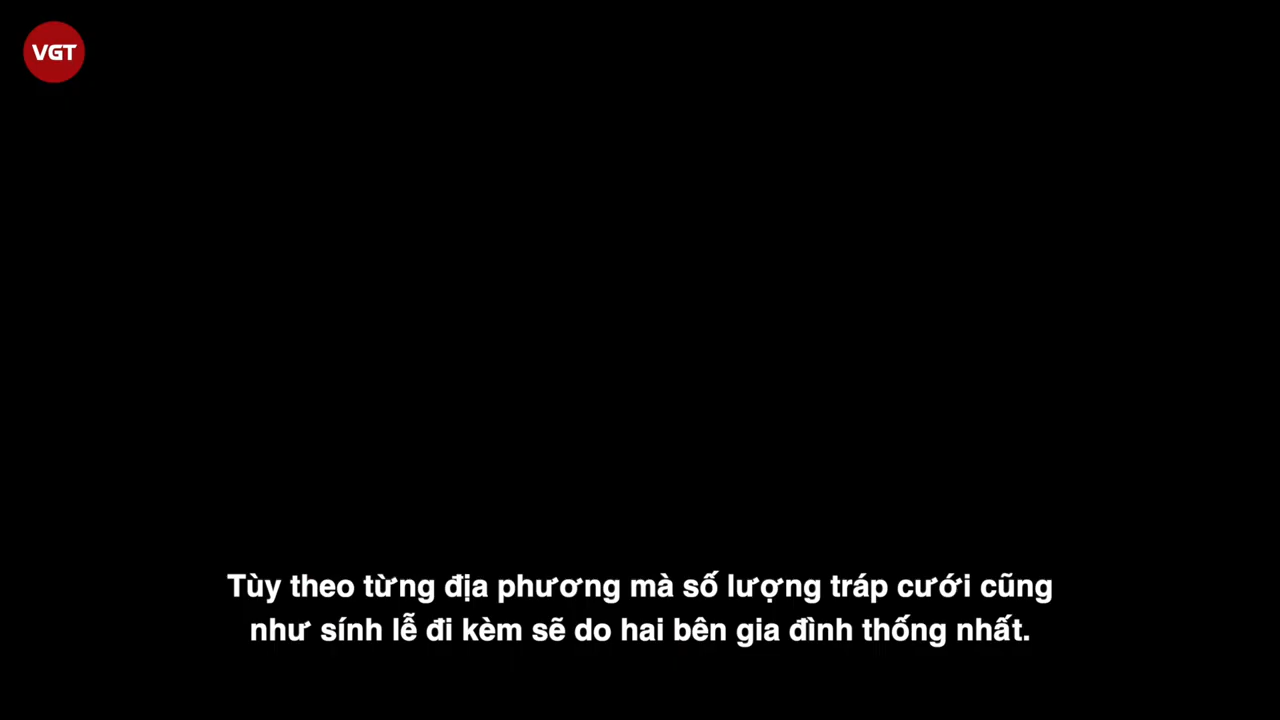 VGT
Tùy theo từng địa phương mà số lượng tráp cưới cũng
như sính lễ đi kèm sẽ do hai bên gia đình thống nhất.